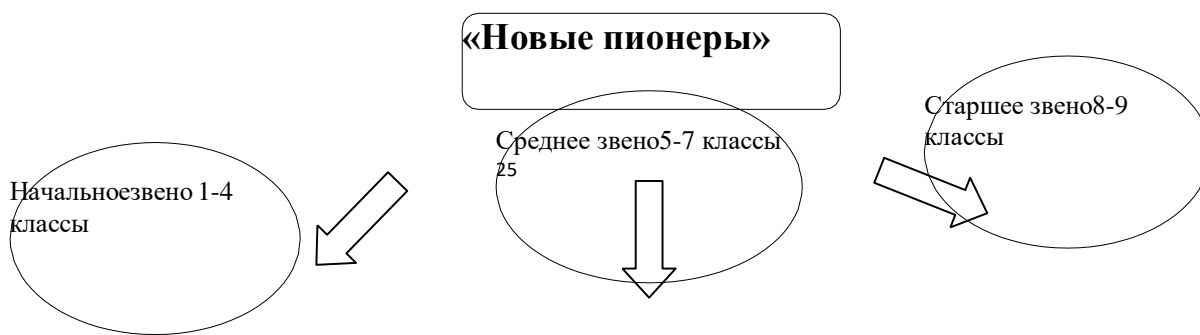 «Новые пионеры»
Старшее звено8-9
классы
Среднее звено5-7 классы
25
Начальноезвено 1-4
классы